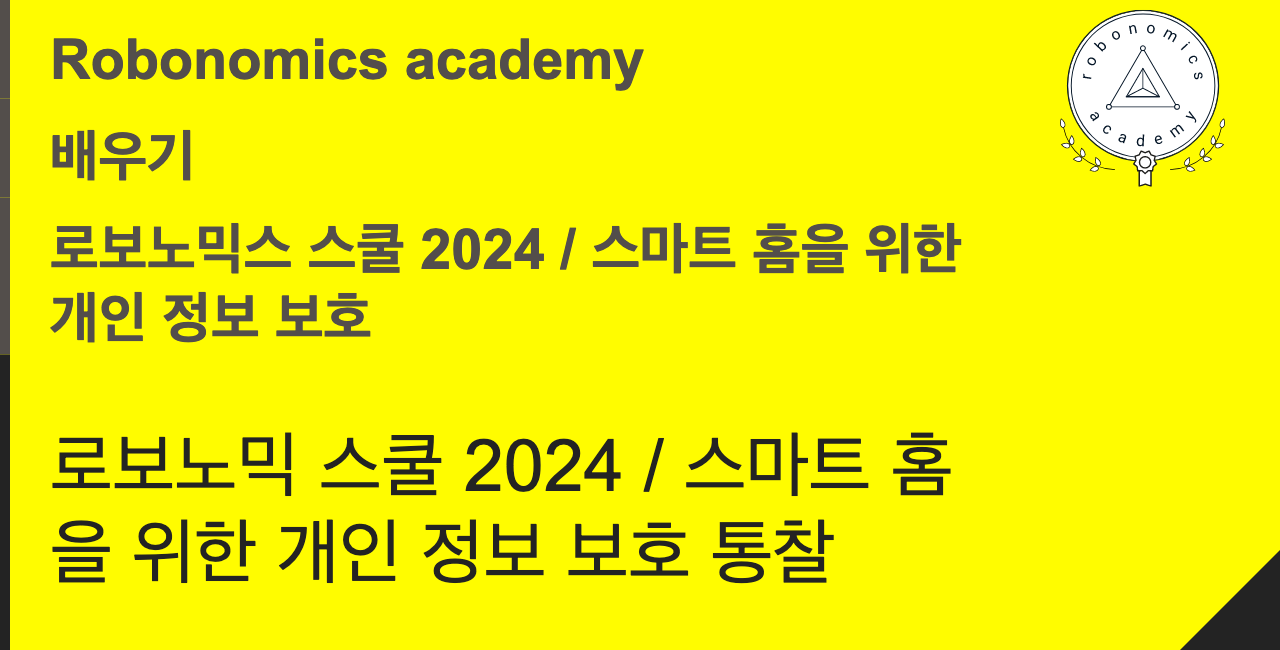 Robonomics academy
배우기
로보노믹스 스쿨 2024 / 스마트 홈을 위한
개인 정보 보호
로보노믹 스쿨 2024 / 스마트 홈
을 위한 개인 정보 보호 통찰
robonomics
academy